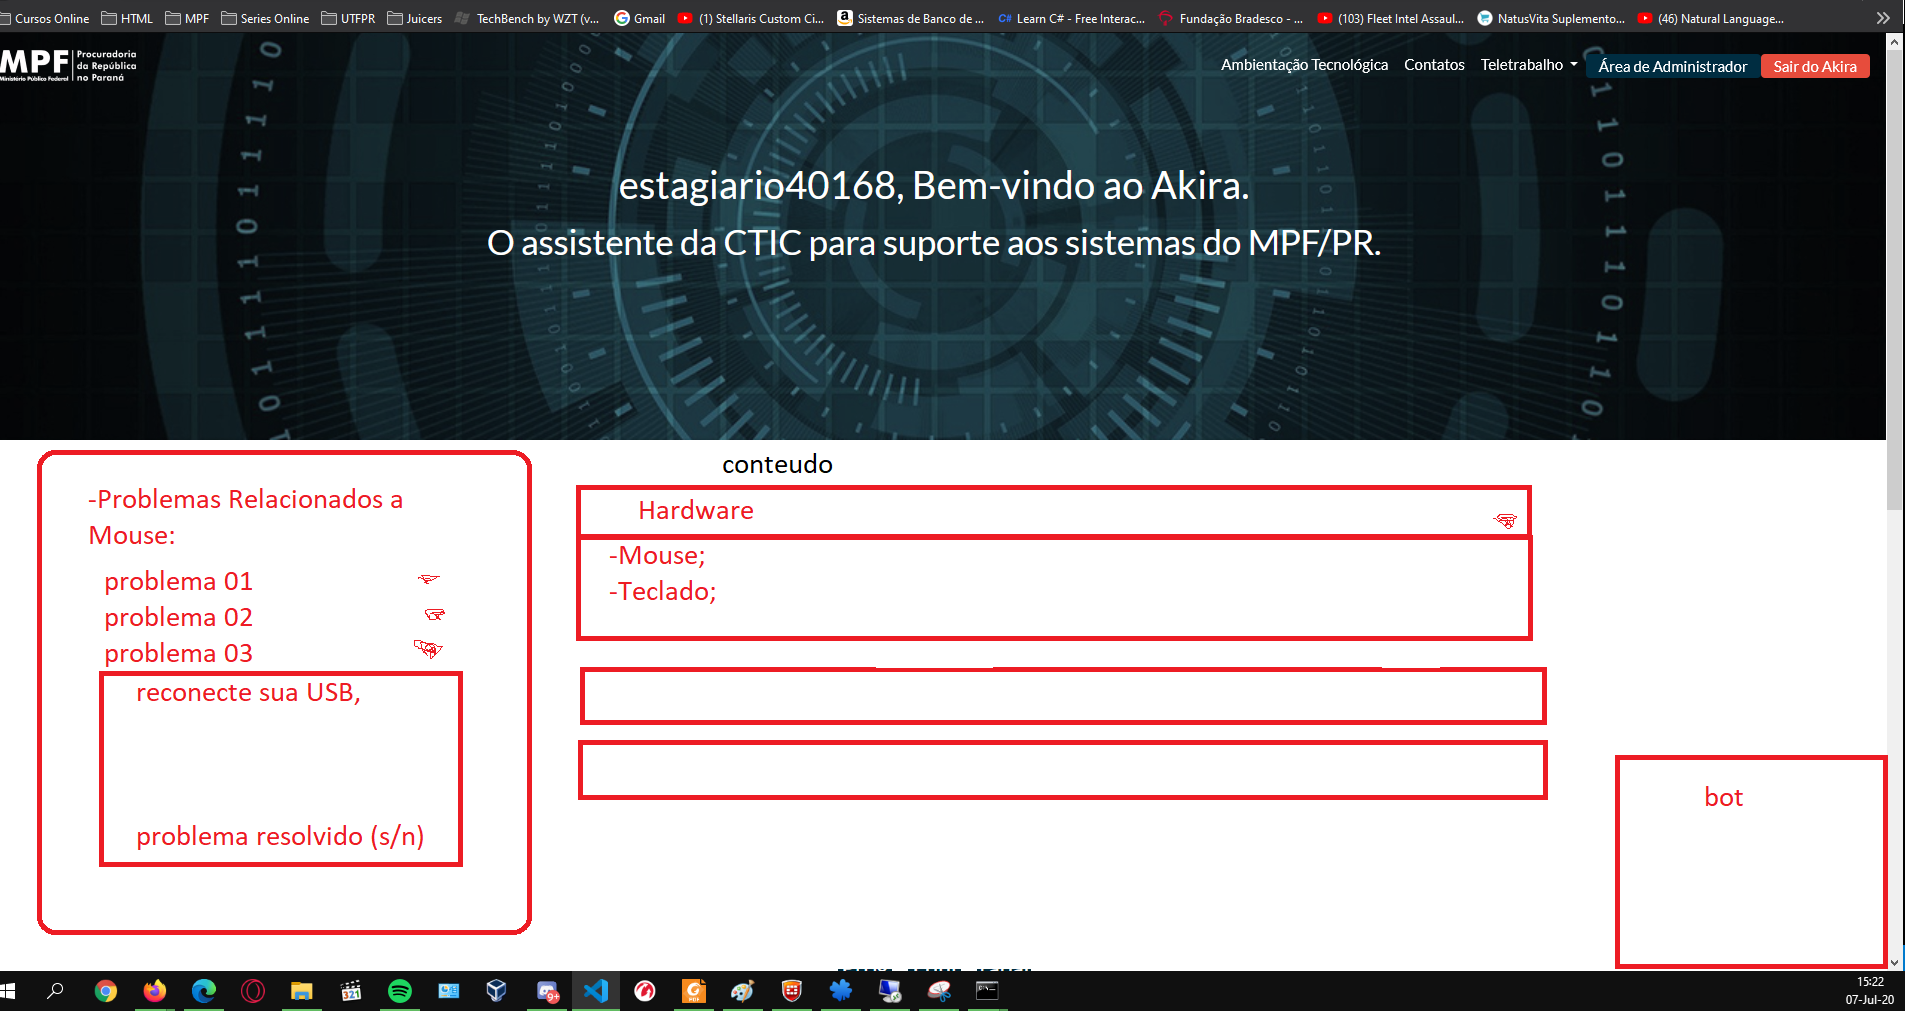 Cursos Online HTML MPF Series Online UTFPR Juicers TechBench by WZT (v... Gmail (1) Stellaris Custom Ci... Sistemas de Banco de ... C# Learn C# - Free Interac... Fundação Bradesco - ... (103) Fleet Intel Assaul... NatusVita Suplemento... (46) Natural Language...
MPF
Ministério Público Federal
Procuradoria
da República
no Paraná
Ambientação Tecnológica Contatos Teletrabalho Área de Administrador Sair do Akira
estagiario40168, Bem-vindo ao Akira.
O assistente da CTIC para suporte aos sistemas do MPF/PR.
-Problemas Relacionados a
Mouse:
problema 01
problema 02
problema 03
reconecte sua USB,
problema resolvido (s/n)
conteudo
Hardware
-Mouse;
-Teclado;
bot
321
9+
15:22
07-Jul-20